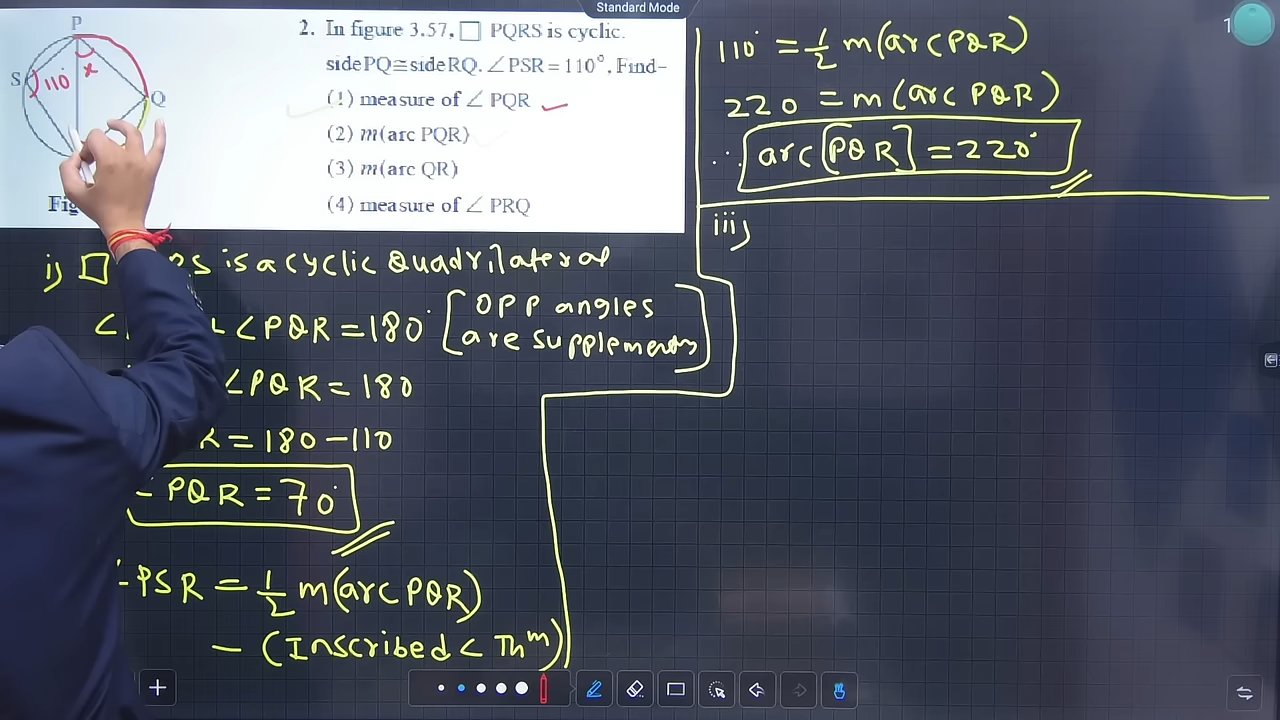 Standard Mode
2. In figure 3.57, □ PQRS is cyclic.
side PQ ≅ side RQ. ∠PSR = 110°, Find–
(1) measure of ∠ PQR
(2) m(arc PQR)
(3) m(arc QR)
(4) measure of ∠ PRQ
P
S
110°
x
Q
Fig
i) □ RS is a cyclic Quadrilateral
∠PQR = 180° [opp angles
are supplements]
∠PQR = 180
R = 180 – 110
PQR = 70°
PSR = 1/2 m(arc PQR)
– (Inscribed < Thm)
110° = 1/2 m(arc PQR)
220 = m(arc PQR)
∴ arc[PQR] = 220°
iii)
1